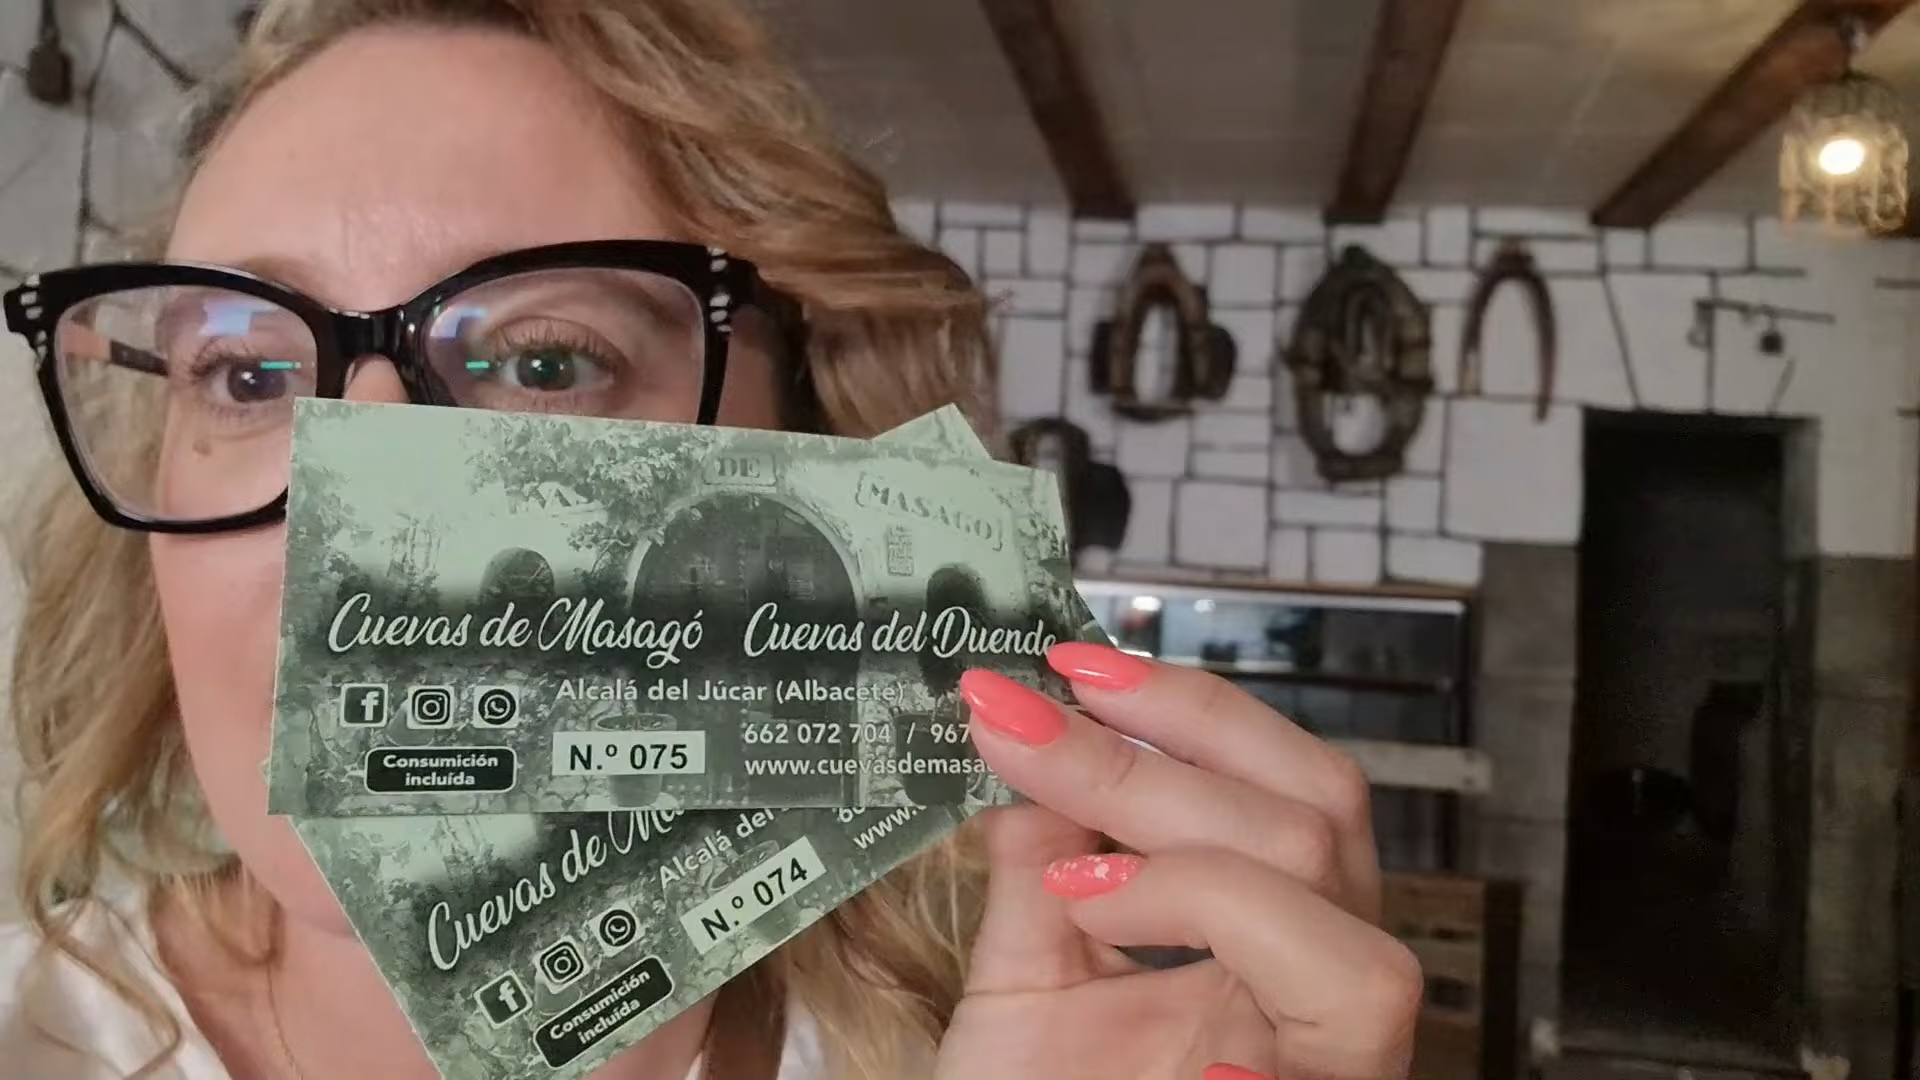 DE
MASAGO
Cuevas de Masagó Cuevas del Duende
Alcalá del Júcar (Albacete)
662 072 704 / 967
www.cuevasdemasa
Consumición
incluida
N.º 075
Cuevas de Ma
Alcalá del
www.
N.º 074
Consumición
incluida